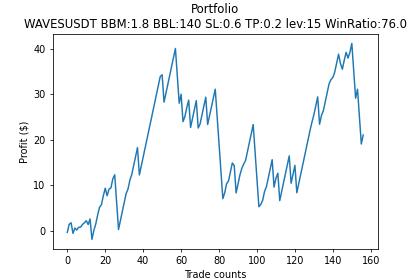 Portfolio
WAVESUSDT BBM:1.8 BBL:140 SL:0.6 TP:0.2 lev:15 WinRatio:76.0
Profit ($)
40
30
20
10
0
0 20 40 60 80 100 120 140 160
Trade counts